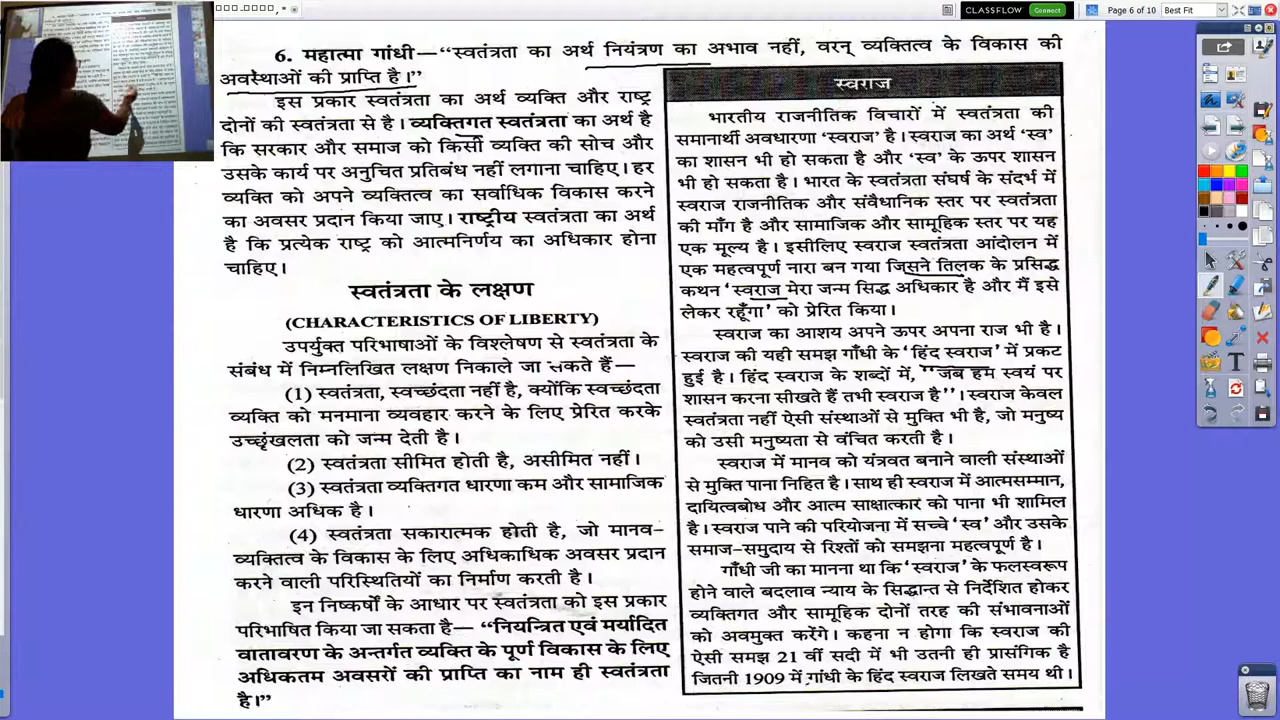 CLASSFLOW Connect
Page 6 of 10
Best Fit
6. महात्मा गांधी—“स्वतंत्रता का अर्थ नियंत्रण का अभाव नहीं, वरन् व्यक्तित्व के विकास की
अवस्थाओं की प्राप्ति है।”
इस प्रकार स्वतंत्रता का अर्थ व्यक्ति और राष्ट्र
दोनों की स्वतंत्रता से है। व्यक्तिगत स्वतंत्रता का अर्थ है
कि सरकार और समाज को किसी व्यक्ति की सोच और
उसके कार्य पर अनुचित प्रतिबंध नहीं लगाना चाहिए। हर
व्यक्ति को अपने व्यक्तित्व का सर्वाधिक विकास करने
का अवसर प्रदान किया जाए। राष्ट्रीय स्वतंत्रता का अर्थ
है कि प्रत्येक राष्ट्र को आत्मनिर्णय का अधिकार होना
चाहिए।
स्वतंत्रता के लक्षण
(CHARACTERISTICS OF LIBERTY)
उपर्युक्त परिभाषाओं के विश्लेषण से स्वतंत्रता के
संबंध में निम्नलिखित लक्षण निकाले जा सकते हैं—
(1) स्वतंत्रता, स्वच्छंदता नहीं है, क्योंकि स्वच्छंदता
व्यक्ति को मनमाना व्यवहार करने के लिए प्रेरित करके
उच्छृंखलता को जन्म देती है।
(2) स्वतंत्रता सीमित होती है, असीमित नहीं।
(3) स्वतंत्रता व्यक्तिगत धारणा कम और सामाजिक
धारणा अधिक है।
(4) स्वतंत्रता सकारात्मक होती है, जो मानव-
व्यक्तित्व के विकास के लिए अधिकाधिक अवसर प्रदान
करने वाली परिस्थितियों का निर्माण करती है।
इन निष्कर्षों के आधार पर स्वतंत्रता को इस प्रकार
परिभाषित किया जा सकता है— “नियन्त्रित एवं मर्यादित
वातावरण के अन्तर्गत व्यक्ति के पूर्ण विकास के लिए
अधिकतम अवसरों की प्राप्ति का नाम ही स्वतंत्रता
है।”
स्वराज
भारतीय राजनीतिक विचारों में स्वतंत्रता की
समानार्थी अवधारणा ‘स्वराज’ है। स्वराज का अर्थ ‘स्व’
का शासन भी हो सकता है और ‘स्व’ के ऊपर शासन
भी हो सकता है। भारत के स्वतंत्रता संघर्ष के संदर्भ में
स्वराज राजनीतिक और संवैधानिक स्तर पर स्वतंत्रता
की माँग है और सामाजिक और सामूहिक स्तर पर यह
एक मूल्य है। इसीलिए स्वराज स्वतंत्रता आंदोलन में
एक महत्वपूर्ण नारा बन गया जिसने तिलक के प्रसिद्ध
कथन ‘स्वराज मेरा जन्म सिद्ध अधिकार है और मैं इसे
लेकर रहूँगा’ को प्रेरित किया।
स्वराज का आशय अपने ऊपर अपना राज भी है।
स्वराज की यही समझ गाँधी के ‘हिंद स्वराज’ में प्रकट
हुई है। हिंद स्वराज के शब्दों में, “जब हम स्वयं पर
शासन करना सीखते हैं तभी स्वराज है”। स्वराज केवल
स्वतंत्रता नहीं ऐसी संस्थाओं से मुक्ति भी है, जो मनुष्य
को उसी मनुष्यता से वंचित करती है।
स्वराज में मानव को यंत्रवत बनाने वाली संस्थाओं
से मुक्ति पाना निहित है। साथ ही स्वराज में आत्मसम्मान,
दायित्वबोध और आत्म साक्षात्कार को पाना भी शामिल
है। स्वराज पाने की परियोजना में सच्चे ‘स्व’ और उसके
समाज-समुदाय से रिश्तों को समझना महत्वपूर्ण है।
गाँधी जी का मानना था कि ‘स्वराज’ के फलस्वरूप
होने वाले बदलाव न्याय के सिद्धान्त से निर्देशित होकर
व्यक्तिगत और सामूहिक दोनों तरह की संभावनाओं
को अवमुक्त करेंगे। कहना न होगा कि स्वराज की
ऐसी समझ 21 वीं सदी में भी उतनी ही प्रासंगिक है
जितनी 1909 में गांधी के हिंद स्वराज लिखते समय थी।